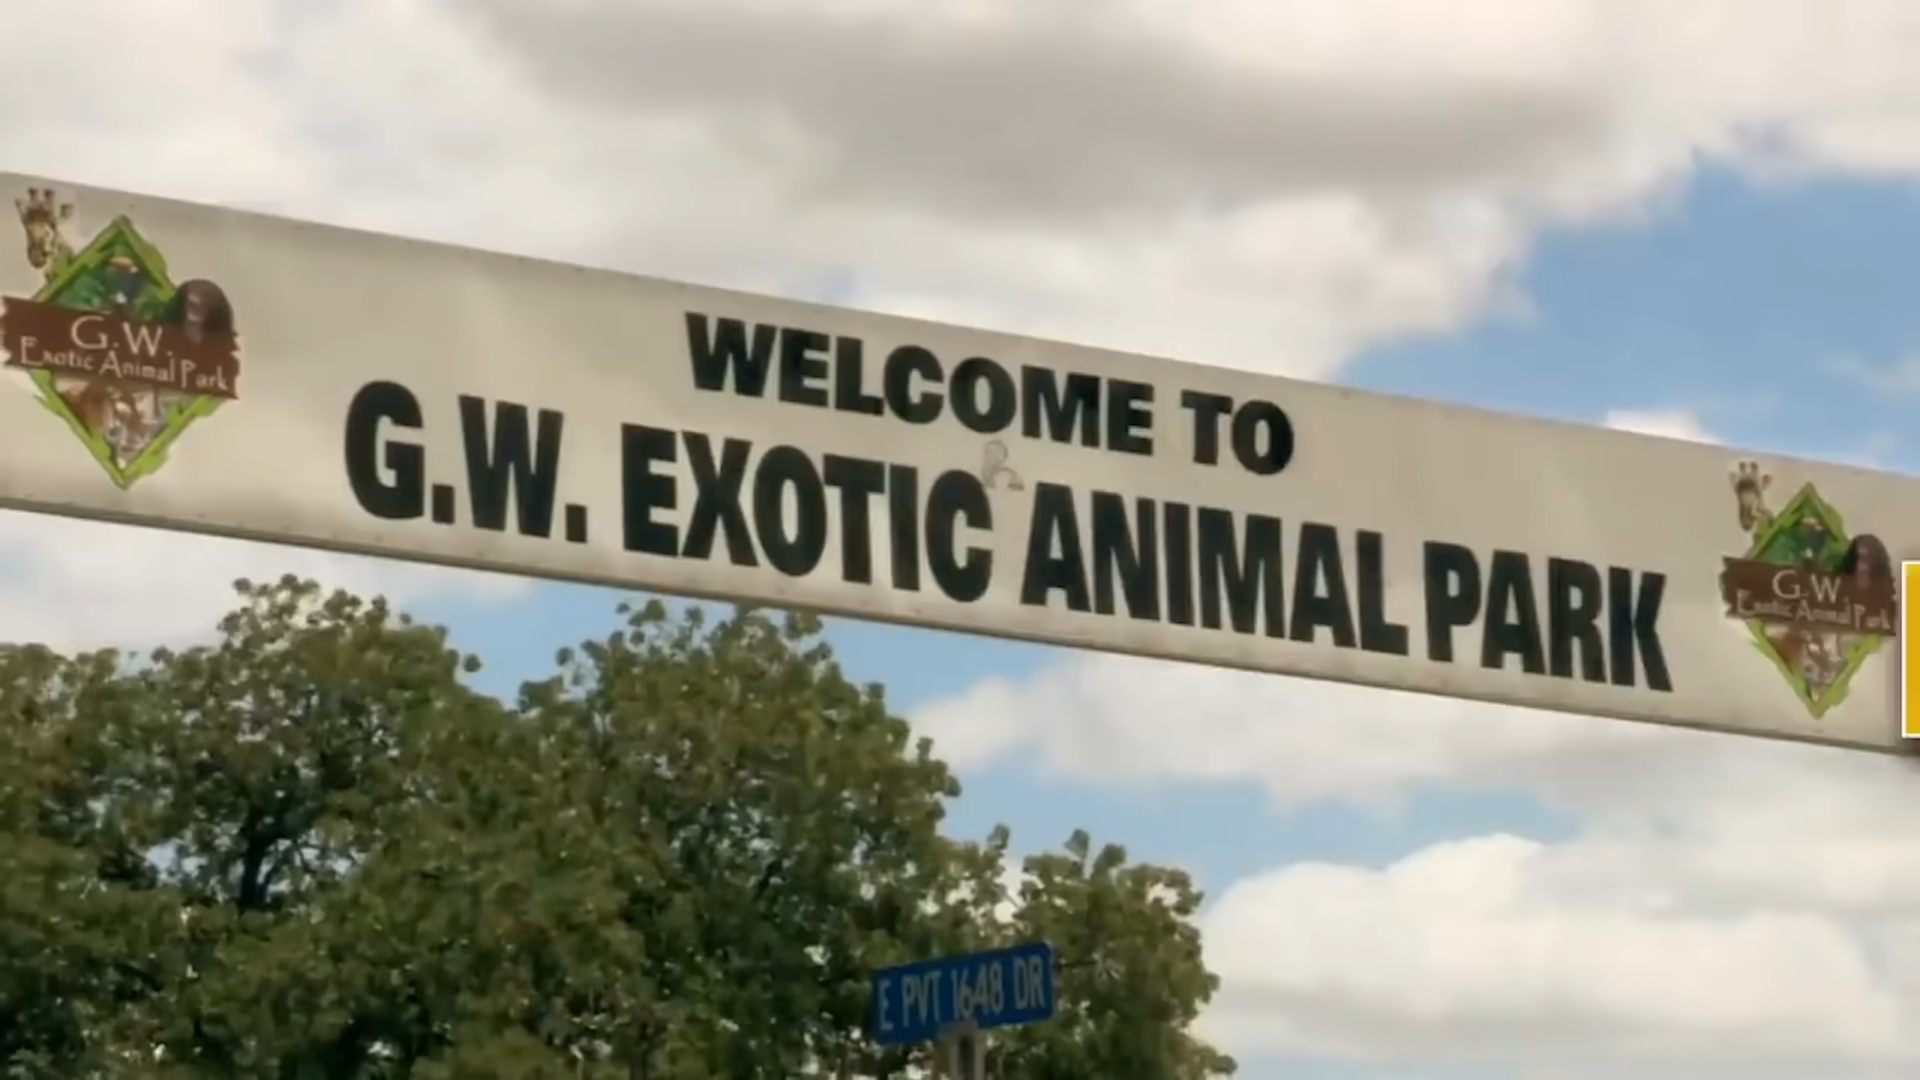 G.W.
Exotic Animal Park
WELCOME TO
G.W. EXOTIC ANIMAL PARK
G.W.
Exotic Animal Park
E PVT 1648 DR